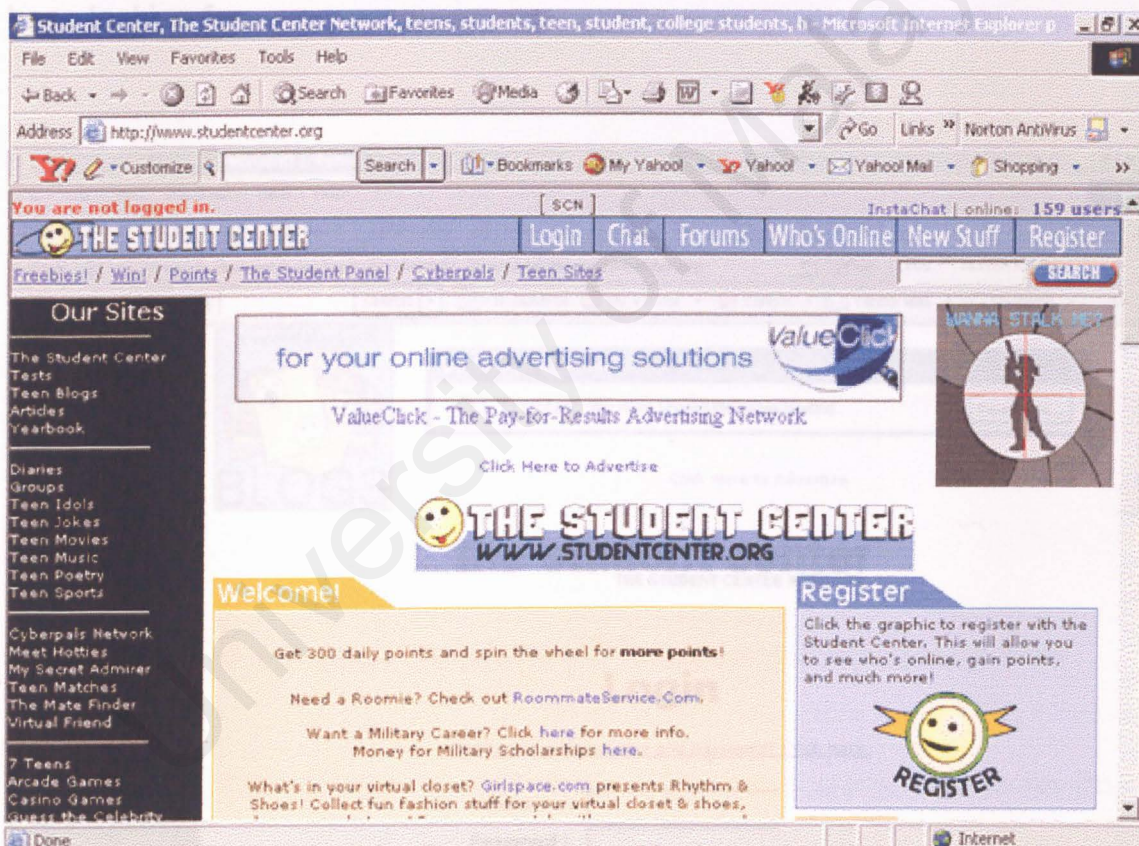 Student Center, The Student Center Network, teens, students, teen, student, college students, h - Microsoft Internet Explorer p
File Edit View Favorites Tools Help
Back Search Favorites Media
Address http://www.studentcenter.org Go Links » Norton AntiVirus
Y? Customize Search Bookmarks My Yahoo! Yahoo! Yahoo! Mail Shopping »
You are not logged in. [ SCN ] InstaChat | online: 159 users
THE STUDENT CENTER Login Chat Forums Who's Online New Stuff Register
Freebies! / Win! / Points / The Student Panel / Cyberpals / Teen Sites SEARCH
Our Sites
The Student Center
Tests
Teen Blogs
Articles
Yearbook
Diaries
Groups
Teen Idols
Teen Jokes
Teen Movies
Teen Music
Teen Poetry
Teen Sports
Cyberpals Network
Meet Hotties
My Secret Admirer
Teen Matches
The Mate Finder
Virtual Friend
7 Teens
Arcade Games
Casino Games
Guess the Celebrity
for your online advertising solutions ValueClick
ValueClick - The Pay-for-Results Advertising Network
Click Here to Advertise
WANNA STALK ME?
THE STUDENT CENTER
WWW.STUDENTCENTER.ORG
Welcome!
Get 300 daily points and spin the wheel for more points!
Need a Roomie? Check out RoommateService.Com.
Want a Military Career? Click here for more info.
Money for Military Scholarships here.
What's in your virtual closet? Girlspace.com presents Rhythm &
Shoes! Collect fun fashion stuff for your virtual closet & shoes,
Register
Click the graphic to register with the
Student Center. This will allow you
to see who's online, gain points,
and much more!
REGISTER
Done Internet
University of Malay